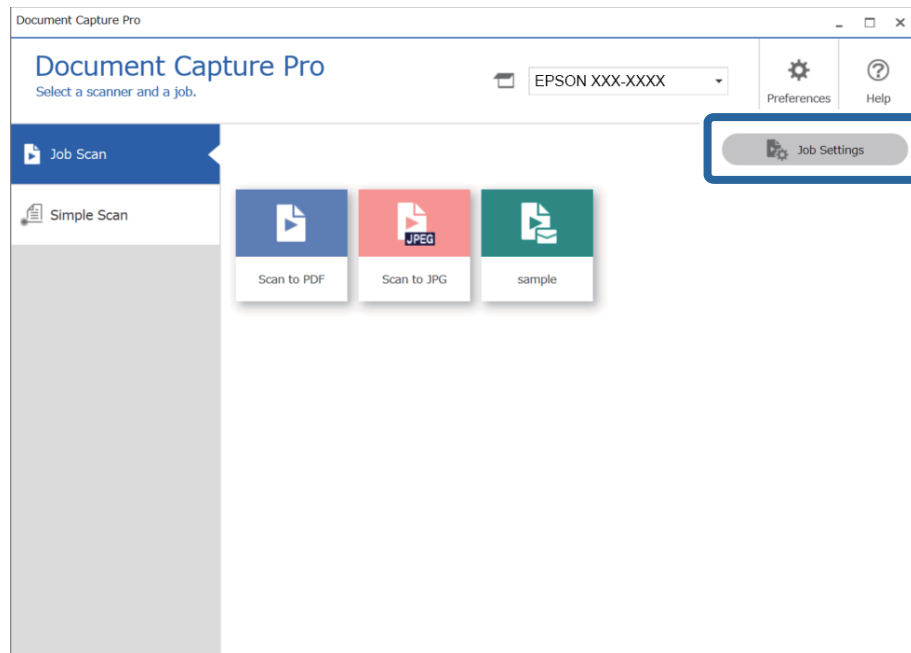 Document Capture Pro
Document Capture Pro
Select a scanner and a job.
EPSON XXX-XXXX
Preferences
Help
Job Scan
Job Settings
Simple Scan
JPEG
Scan to PDF
Scan to JPG
sample